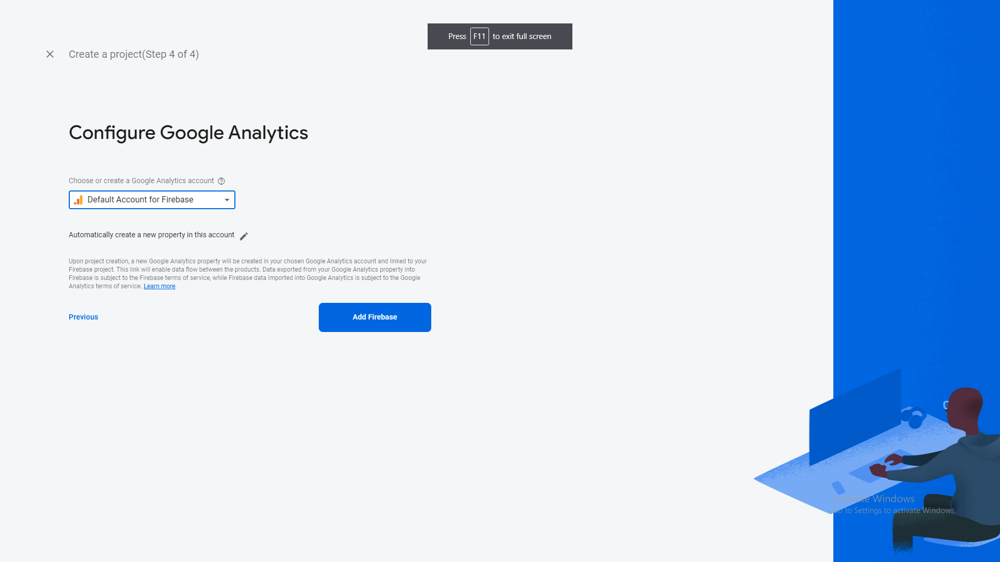 Press F11 to exit full screen
Create a project(Step 4 of 4)
Configure Google Analytics
Choose or create a Google Analytics account
Default Account for Firebase
Automatically create a new property in this account
Upon project creation, a new Google Analytics property will be created in your chosen Google Analytics account and linked to your
Firebase project. This link will enable data flow between the products. Data exported from your Google Analytics property into
Firebase is subject to the Firebase terms of service, while Firebase data imported into Google Analytics is subject to the Google
Analytics terms of service. Learn more.
Previous
Add Firebase
Activate Windows
Go to Settings to activate Windows.